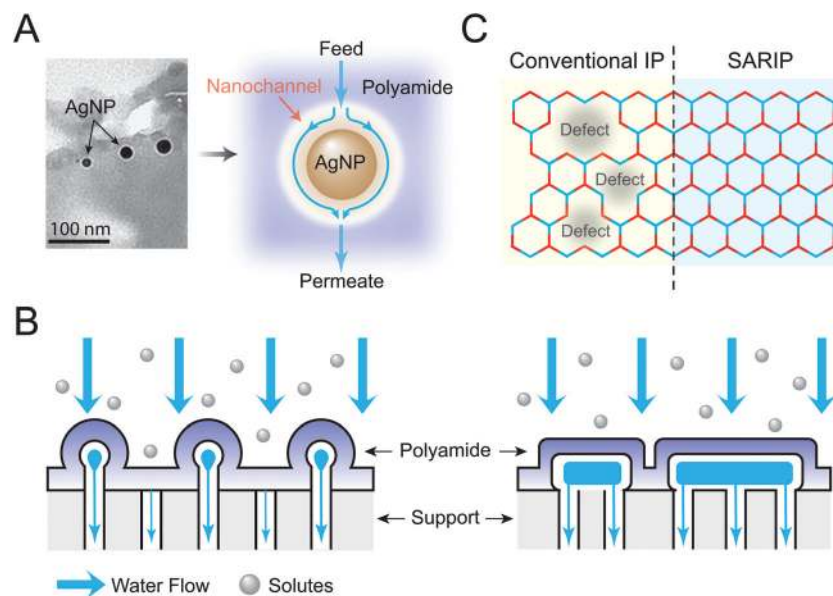 A
AgNP
100 nm
Feed
Nanochannel
Polyamide
AgNP
Permeate
C
Conventional IP
SARIP
Defect
Defect
Defect
B
Polyamide
Support
Water Flow
Solutes